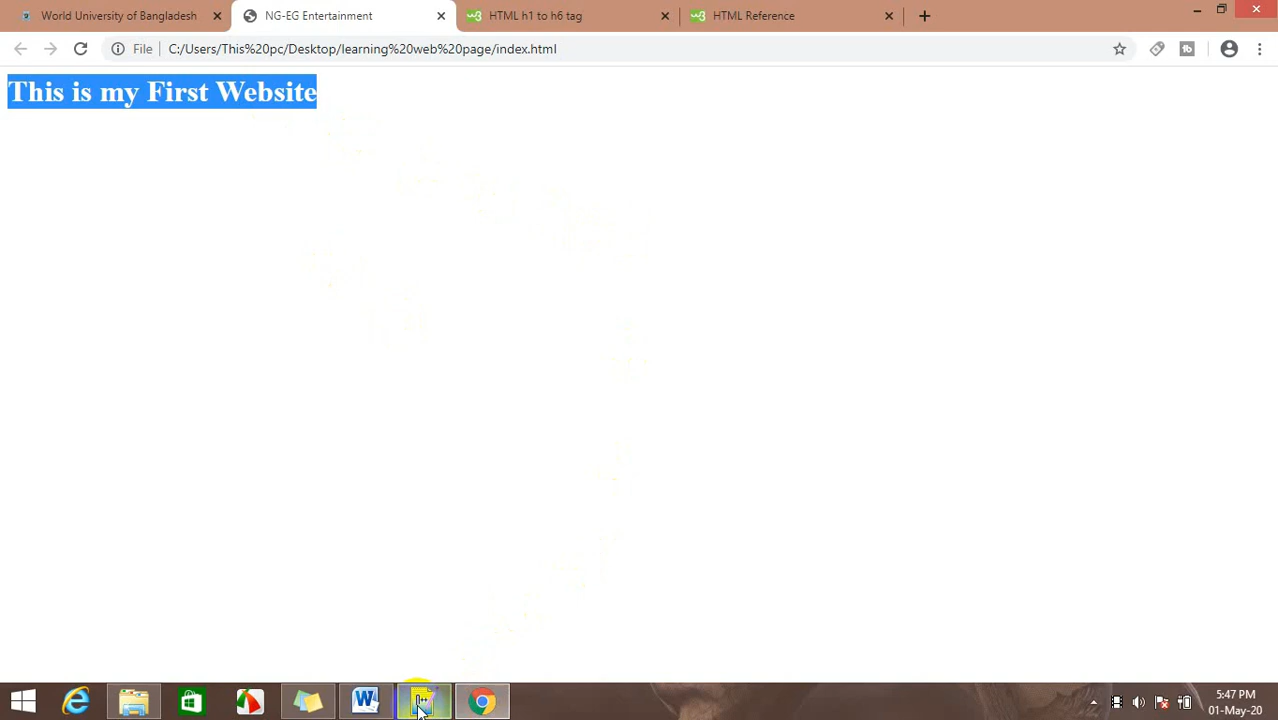 World University of Bangladesh
NG-EG Entertainment
HTML h1 to h6 tag
HTML Reference
File
C:/Users/This%20pc/Desktop/learning%20web%20page/index.html
This is my First Website
5:47 PM
01-May-20